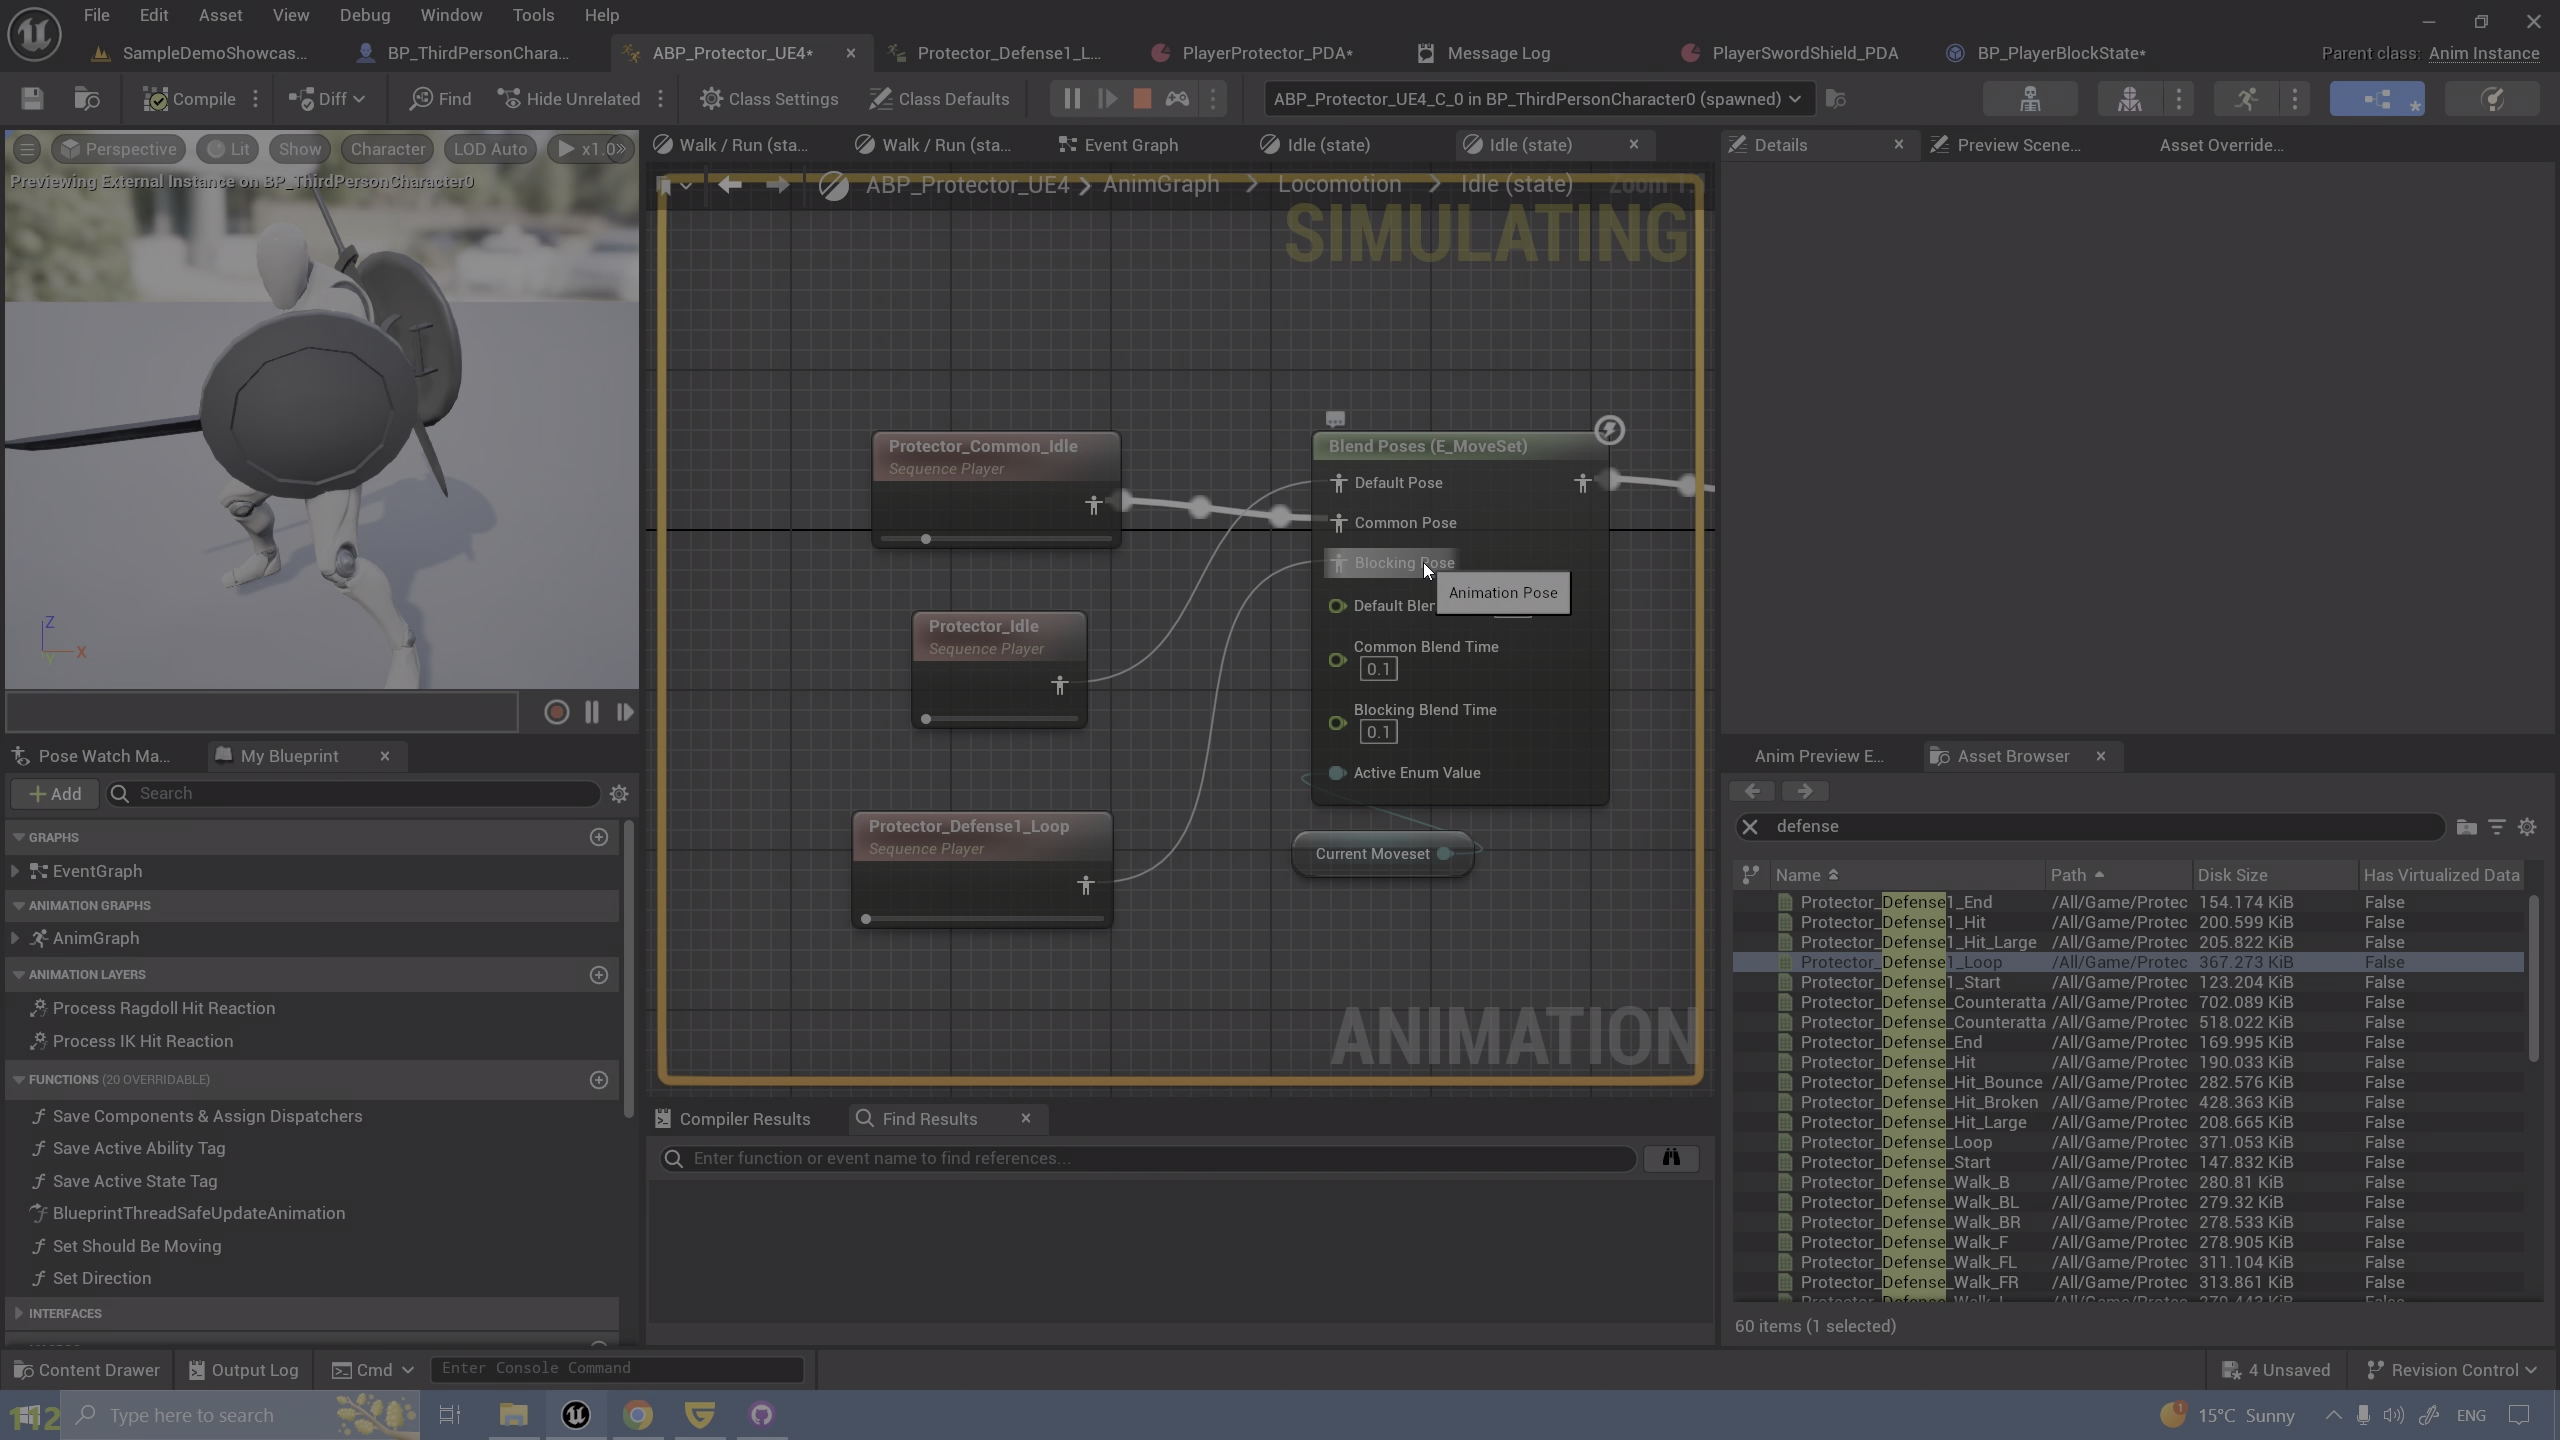 File Edit Asset View Debug Window Tools Help
SampleDemoShowcas... BP_ThirdPersonChara... ABP_Protector_UE4* Protector_Defense1_L... PlayerProtector_PDA* Message Log PlayerSwordShield_PDA BP_PlayerBlockState* Parent class: Anim Instance
Compile Diff Find Hide Unrelated Class Settings Class Defaults ABP_Protector_UE4_C_0 in BP_ThirdPersonCharacter0 (spawned)
Perspective Lit Show Character LOD Auto x1.0
Previewing External Instance on BP_ThirdPersonCharacter0
Z
X
Y
Walk / Run (sta... Walk / Run (sta... Event Graph Idle (state) Idle (state)
ABP_Protector_UE4 > AnimGraph > Locomotion > Idle (state) Zoom 1:1
SIMULATING
Protector_Common_Idle
Sequence Player
Protector_Idle
Sequence Player
Protector_Defense1_Loop
Sequence Player
Blend Poses (E_MoveSet)
Default Pose
Common Pose
Blocking Pose
Animation Pose
Default Blen
Common Blend Time
0.1
Blocking Blend Time
0.1
Active Enum Value
Current Moveset
ANIMATION
Compiler Results Find Results
Enter function or event name to find references...
Pose Watch Ma... My Blueprint
Add Search
GRAPHS
EventGraph
ANIMATION GRAPHS
AnimGraph
ANIMATION LAYERS
Process Ragdoll Hit Reaction
Process IK Hit Reaction
FUNCTIONS (20 OVERRIDABLE)
Save Components & Assign Dispatchers
Save Active Ability Tag
Save Active State Tag
BlueprintThreadSafeUpdateAnimation
Set Should Be Moving
Set Direction
INTERFACES
Details Preview Scene... Asset Override...
Anim Preview E... Asset Browser
defense
Name Path Disk Size Has Virtualized Data
Protector_Defense1_End /All/Game/Protec 154.174 KiB False
Protector_Defense1_Hit /All/Game/Protec 200.599 KiB False
Protector_Defense1_Hit_Large /All/Game/Protec 205.822 KiB False
Protector_Defense1_Loop /All/Game/Protec 367.273 KiB False
Protector_Defense1_Start /All/Game/Protec 123.204 KiB False
Protector_Defense_Counteratta /All/Game/Protec 702.089 KiB False
Protector_Defense_Counteratta /All/Game/Protec 518.022 KiB False
Protector_Defense_End /All/Game/Protec 169.995 KiB False
Protector_Defense_Hit /All/Game/Protec 190.033 KiB False
Protector_Defense_Hit_Bounce /All/Game/Protec 282.576 KiB False
Protector_Defense_Hit_Broken /All/Game/Protec 428.363 KiB False
Protector_Defense_Hit_Large /All/Game/Protec 208.665 KiB False
Protector_Defense_Loop /All/Game/Protec 371.053 KiB False
Protector_Defense_Start /All/Game/Protec 147.832 KiB False
Protector_Defense_Walk_B /All/Game/Protec 280.81 KiB False
Protector_Defense_Walk_BL /All/Game/Protec 279.32 KiB False
Protector_Defense_Walk_BR /All/Game/Protec 278.533 KiB False
Protector_Defense_Walk_F /All/Game/Protec 278.905 KiB False
Protector_Defense_Walk_FL /All/Game/Protec 311.104 KiB False
Protector_Defense_Walk_FR /All/Game/Protec 313.861 KiB False
60 items (1 selected)
Content Drawer Output Log Cmd Enter Console Command 4 Unsaved Revision Control
112 Type here to search 1 15°C Sunny ENG